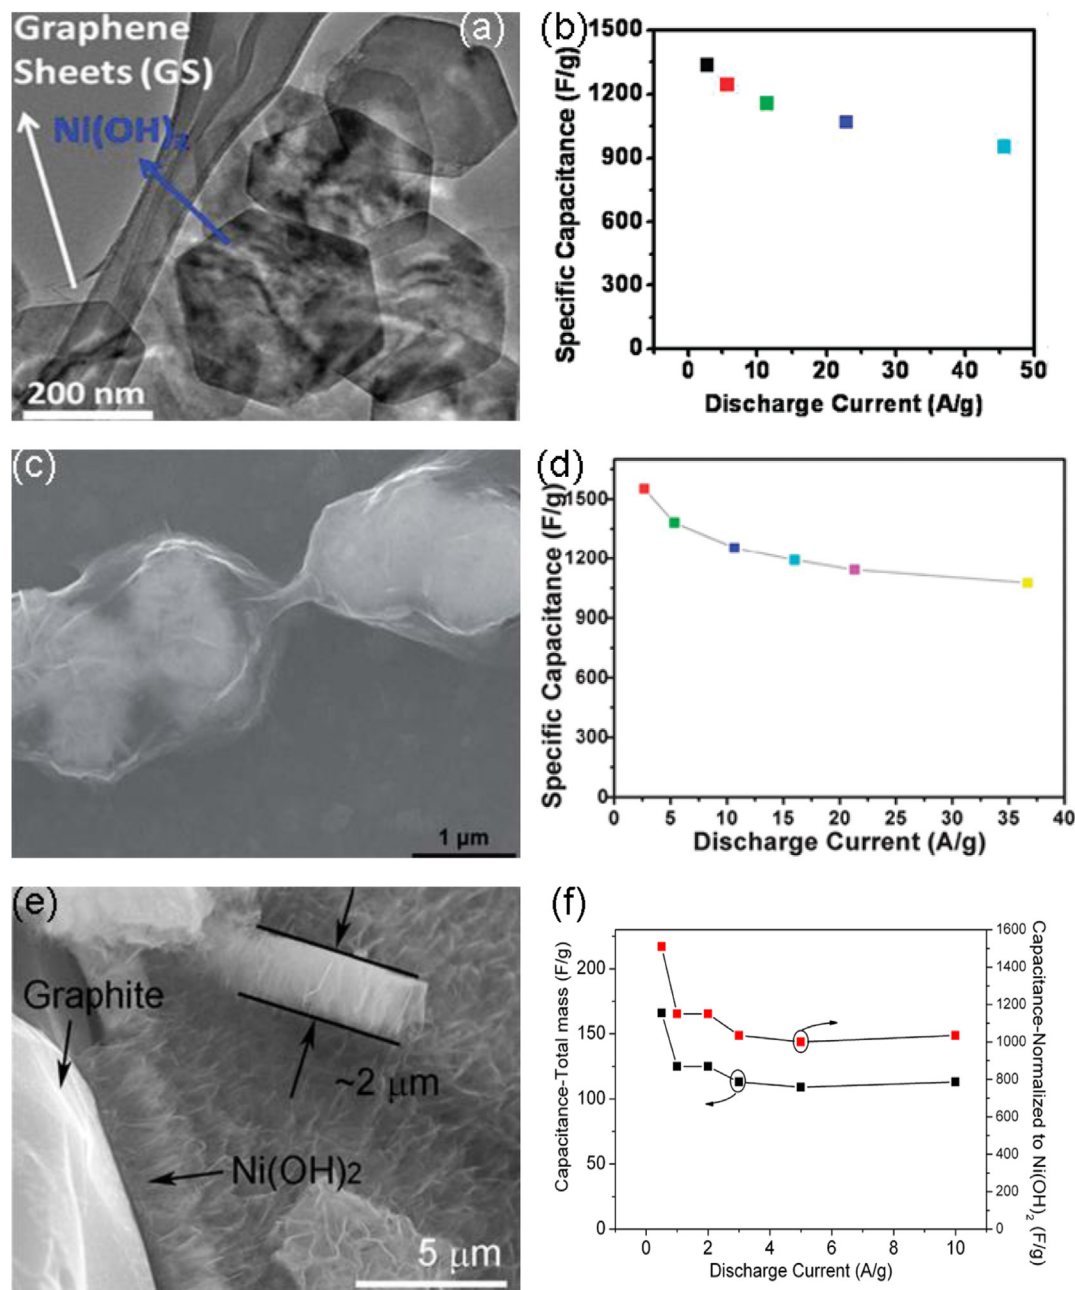 (a)
Graphene
Sheets (GS)
Ni(OH)2
200 nm
(b)
Specific Capacitance (F/g)
1500
1200
900
600
300
0
0 10 20 30 40 50
Discharge Current (A/g)
(c)
1 µm
(d)
Specific Capacitance (F/g)
1500
1200
900
600
300
0
0 5 10 15 20 25 30 35 40
Discharge Current (A/g)
(e)
Graphite
~2 µm
Ni(OH)2
5 µm
(f)
Capacitance-Total mass (F/g)
200
150
100
50
0
0 2 4 6 8 10
Discharge Current (A/g)
1600
1400
1200
1000
800
600
400
200
0
Capacitance-Normalized to Ni(OH)2 (F/g)